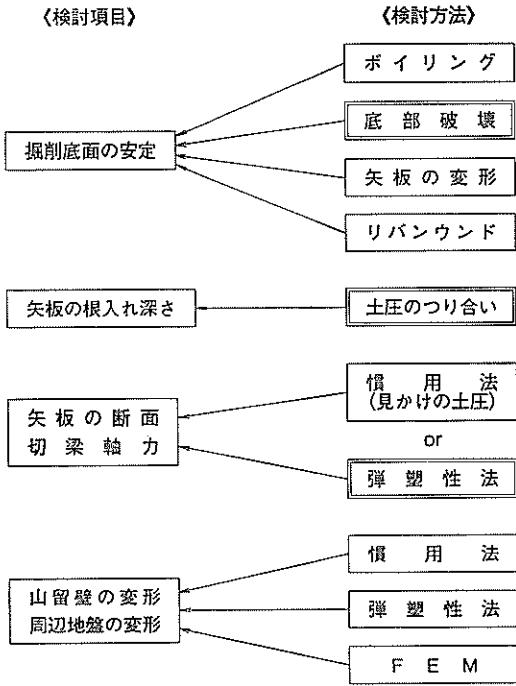 《検討項目》
《検討方法》
ボイリング
底部破壊
掘削底面の安定
矢板の変形
リバンウンド
矢板の根入れ深さ
土圧のつり合い
慣用法
(見かけの土圧)
矢板の断面
切梁軸力
or
弾塑性法
慣用法
山留壁の変形
周辺地盤の変形
弾塑性法
FEM